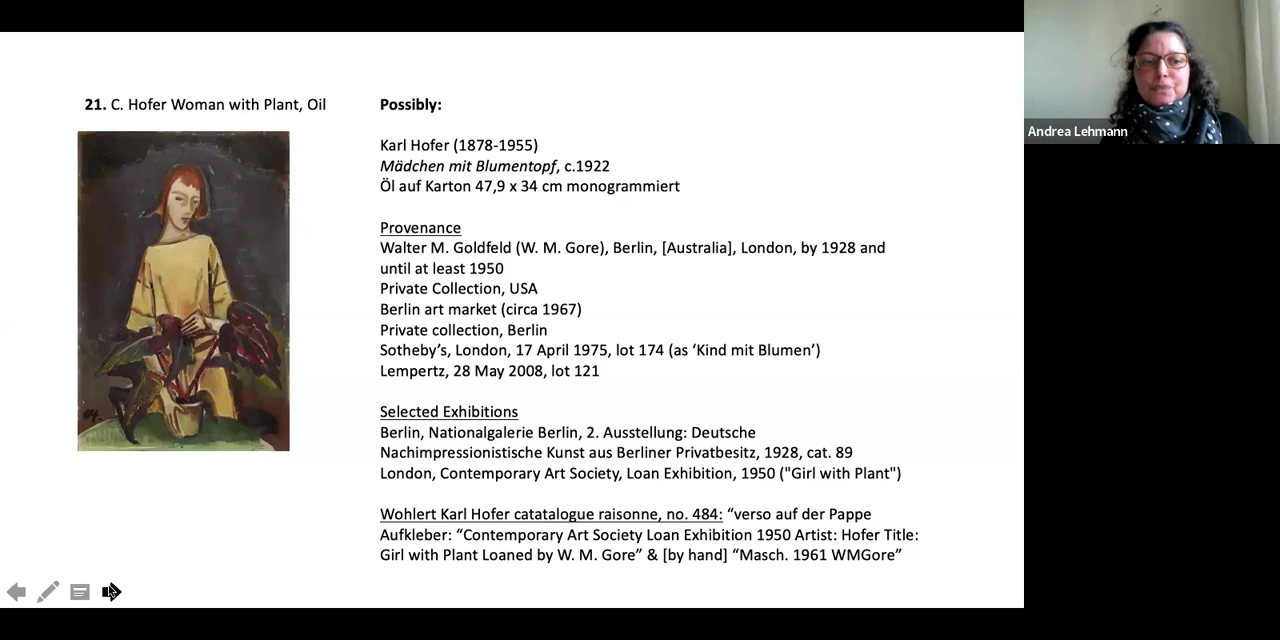 21. C. Hofer Woman with Plant, Oil
Possibly:
Karl Hofer (1878-1955)
Mädchen mit Blumentopf, c.1922
Öl auf Karton 47,9 x 34 cm monogrammiert
Provenance
Walter M. Goldfeld (W. M. Gore), Berlin, [Australia], London, by 1928 and
until at least 1950
Private Collection, USA
Berlin art market (circa 1967)
Private collection, Berlin
Sotheby’s, London, 17 April 1975, lot 174 (as ‘Kind mit Blumen’)
Lempertz, 28 May 2008, lot 121
Selected Exhibitions
Berlin, Nationalgalerie Berlin, 2. Ausstellung: Deutsche
Nachimpressionistische Kunst aus Berliner Privatbesitz, 1928, cat. 89
London, Contemporary Art Society, Loan Exhibition, 1950 ("Girl with Plant")
Wohlert Karl Hofer catatalogue raisonne, no. 484: “verso auf der Pappe
Aufkleber: “Contemporary Art Society Loan Exhibition 1950 Artist: Hofer Title:
Girl with Plant Loaned by W. M. Gore” & [by hand] “Masch. 1961 WMGore”
Andrea Lehmann